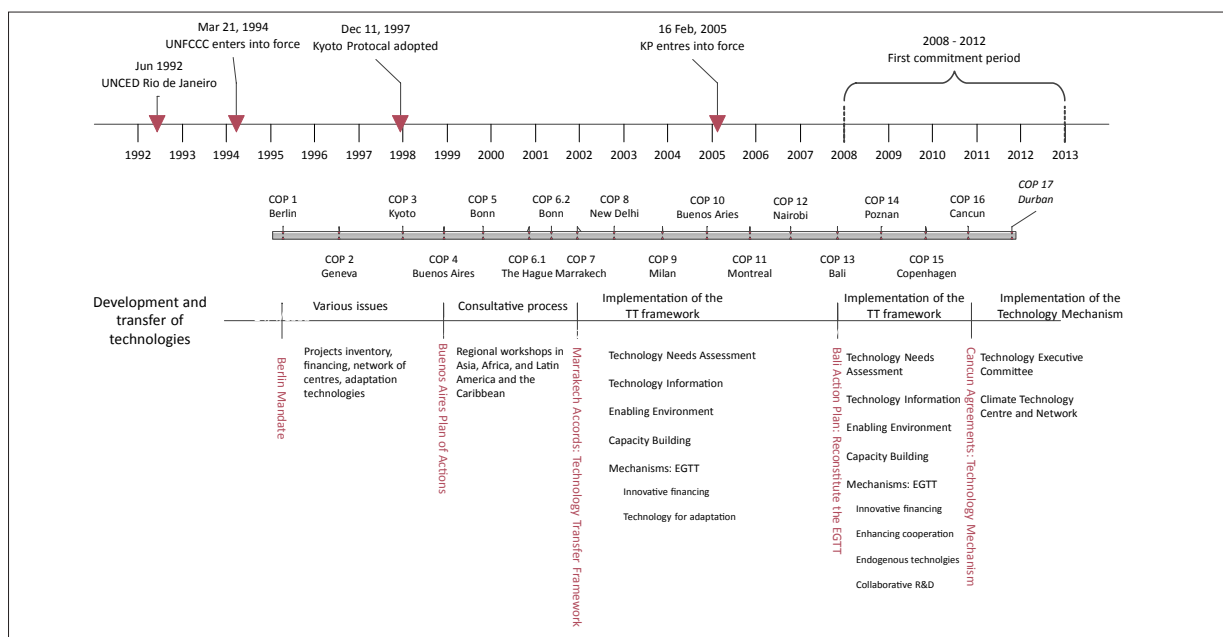 Mar 21, 1994
UNFCCC enters into force
Dec 11, 1997
Kyoto Protocal adopted
16 Feb, 2005
KP entres into force
2008 - 2012
First commitment period
Jun 1992
UNCED Rio de Janeiro
1992 1993 1994 1995 1996 1997 1998 1999 2000 2001 2002 2003 2004 2005 2006 2007 2008 2009 2010 2011 2012 2013
COP 1
Berlin
COP 3
Kyoto
COP 5
Bonn
COP 6.2
Bonn
COP 8
New Delhi
COP 10
Buenos Aries
COP 12
Nairobi
COP 14
Poznan
COP 16
Cancun
COP 17
Durban
COP 2
Geneva
COP 4
Buenos Aires
COP 6.1
The Hague
COP 7
Marrakech
COP 9
Milan
COP 11
Montreal
COP 13
Bali
COP 15
Copenhagen
Development and
transfer of
technologies
Various issues
Consultative process
Implementation of the
TT framework
Implementation of the
TT framework
Implementation of the
Technology Mechanism
Berlin Mandate
Projects inventory,
financing, network of
centres, adaptation
technologies
Buenos Aires Plan of Actions
Regional workshops in
Asia, Africa, and Latin
America and the
Caribbean
Marrakech Accords: Technology Transfer Framework
Technology Needs Assessment
Technology Information
Enabling Environment
Capacity Building
Mechanisms: EGTT
Innovative financing
Technology for adaptation
Bali Action Plan: Reconstitute the EGTT
Technology Needs
Assessment
Technology Information
Enabling Environment
Capacity Building
Mechanisms: EGTT
Innovative financing
Enhancing cooperation
Endogenous technolgies
Collaborative R&D
Cancun Agreements: Technology Mechanism
Technology Executive
Committee
Climate Technology
Centre and Network